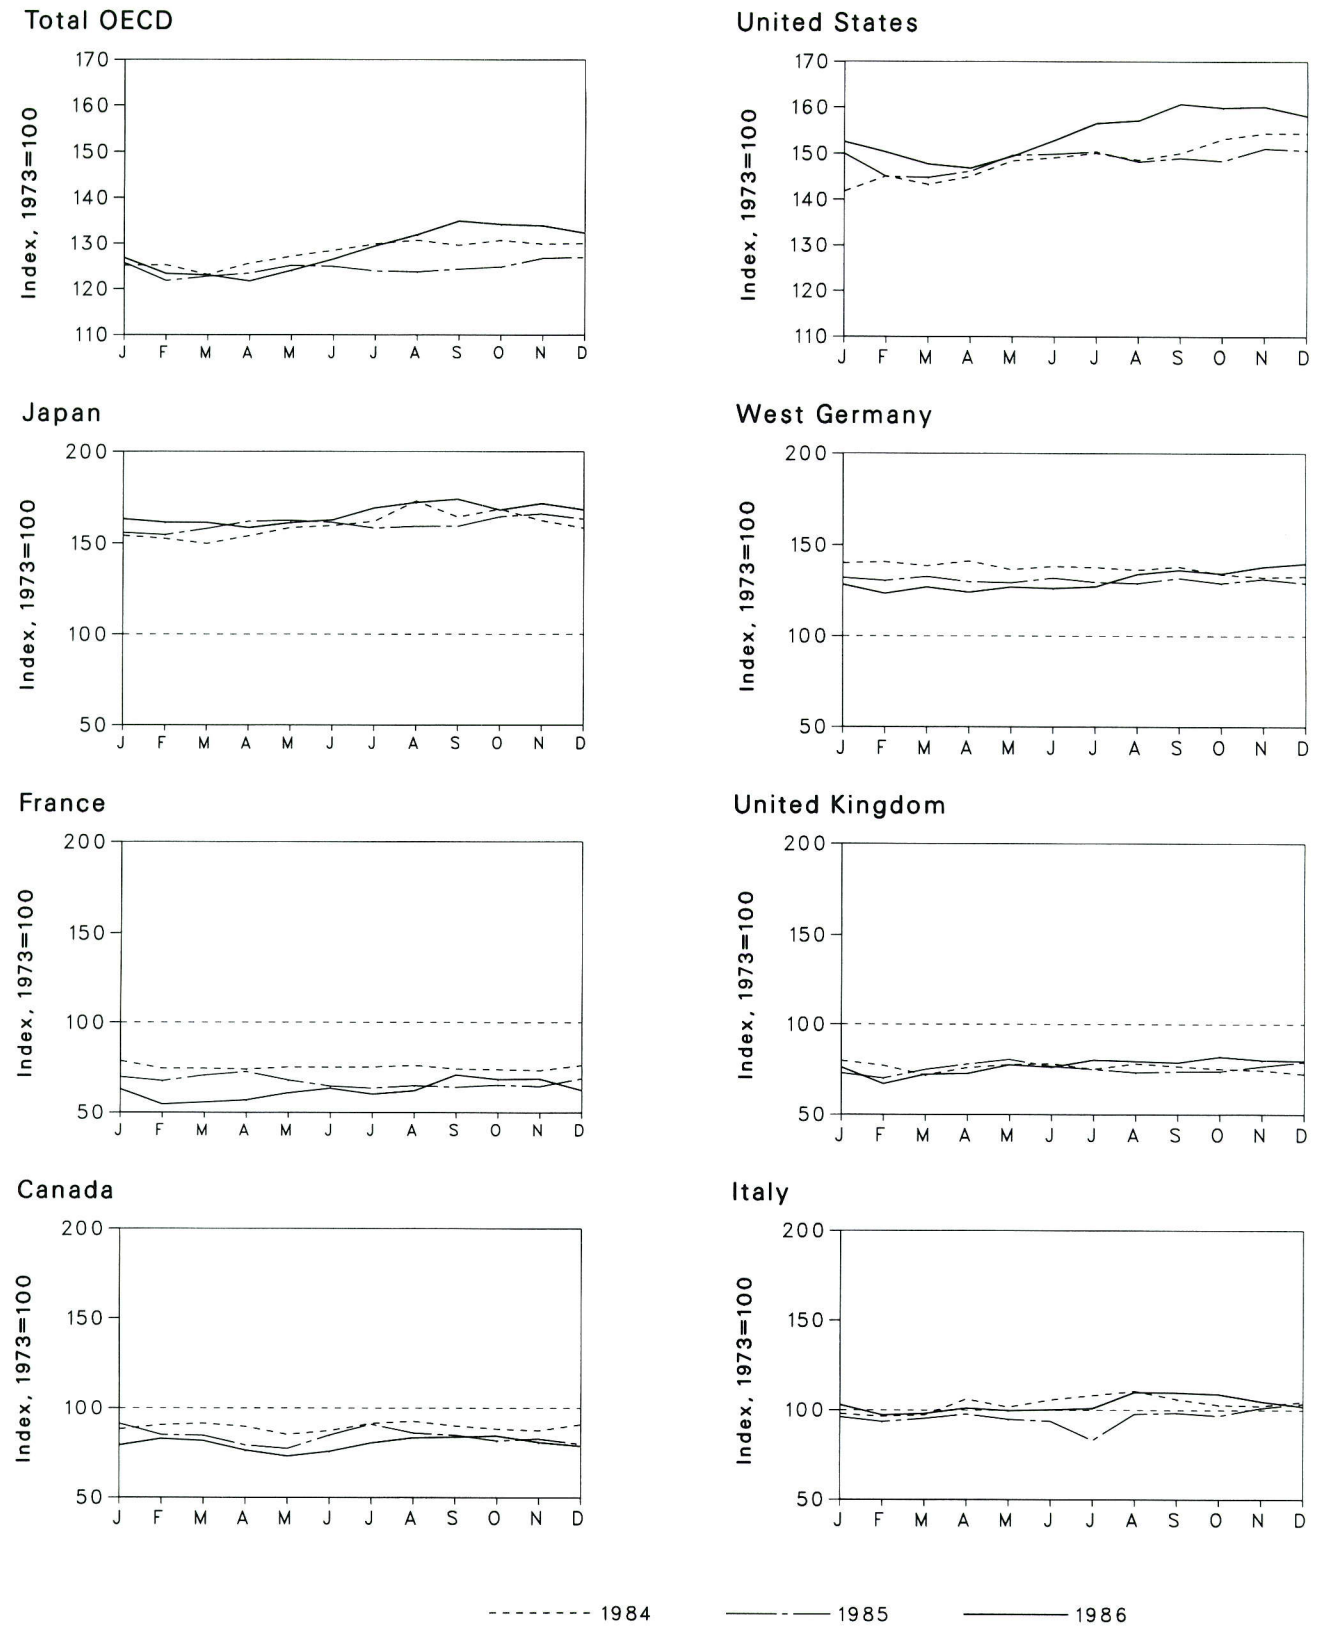 Total OECD
Index, 1973=100
170
160
150
140
130
120
110
J F M A M J J A S O N D
United States
Index, 1973=100
170
160
150
140
130
120
110
J F M A M J J A S O N D
Japan
Index, 1973=100
200
150
100
50
J F M A M J J A S O N D
West Germany
Index, 1973=100
200
150
100
50
J F M A M J J A S O N D
France
Index, 1973=100
200
150
100
50
J F M A M J J A S O N D
United Kingdom
Index, 1973=100
200
150
100
50
J F M A M J J A S O N D
Canada
Index, 1973=100
200
150
100
50
J F M A M J J A S O N D
Italy
Index, 1973=100
200
150
100
50
J F M A M J J A S O N D
1984 1985 1986